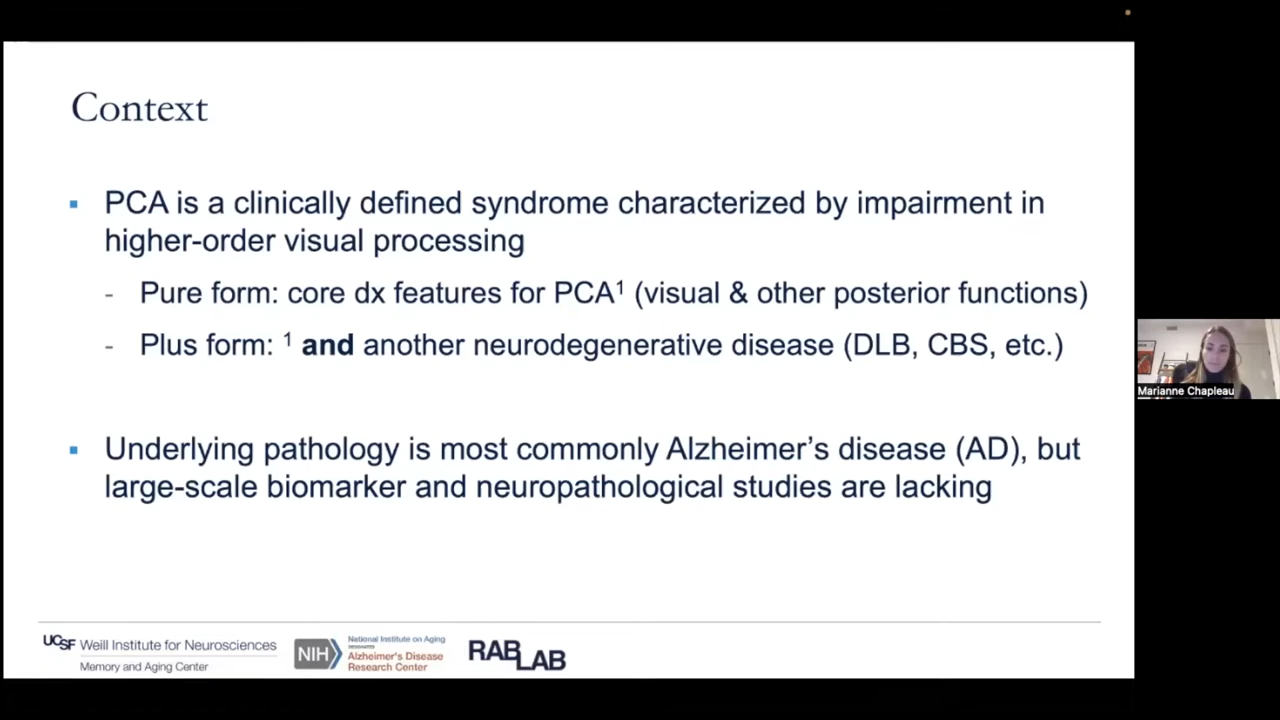 Context
▪ PCA is a clinically defined syndrome characterized by impairment in
higher-order visual processing
- Pure form: core dx features for PCA¹ (visual & other posterior functions)
- Plus form: ¹ and another neurodegenerative disease (DLB, CBS, etc.)
▪ Underlying pathology is most commonly Alzheimer’s disease (AD), but
large-scale biomarker and neuropathological studies are lacking
Marianne Chapleau
UCSF Weill Institute for Neurosciences
Memory and Aging Center
NIH
National Institute on Aging
Alzheimer's Disease
Research Center
RAB
LAB